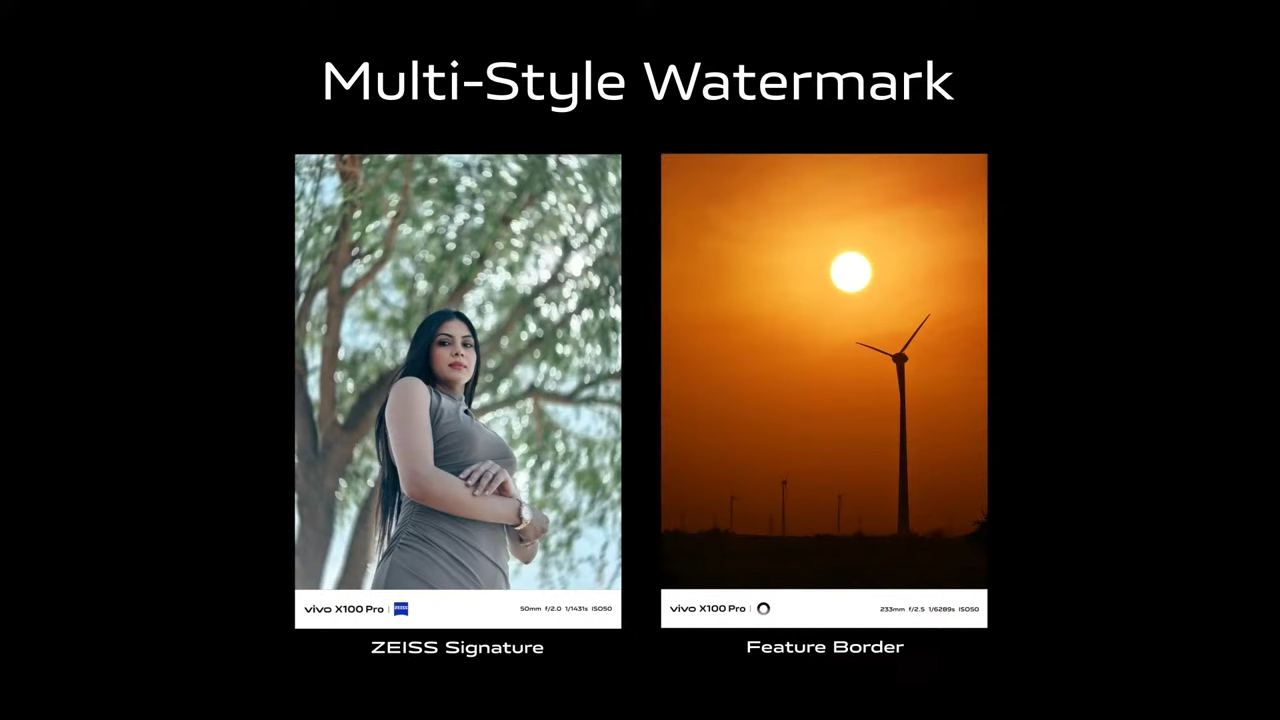 Multi-Style Watermark
vivo X100 Pro | ZEISS 50mm f/2.0 1/1431s ISO50
vivo X100 Pro | 233mm f/2.5 1/6289s ISO50
ZEISS Signature
Feature Border